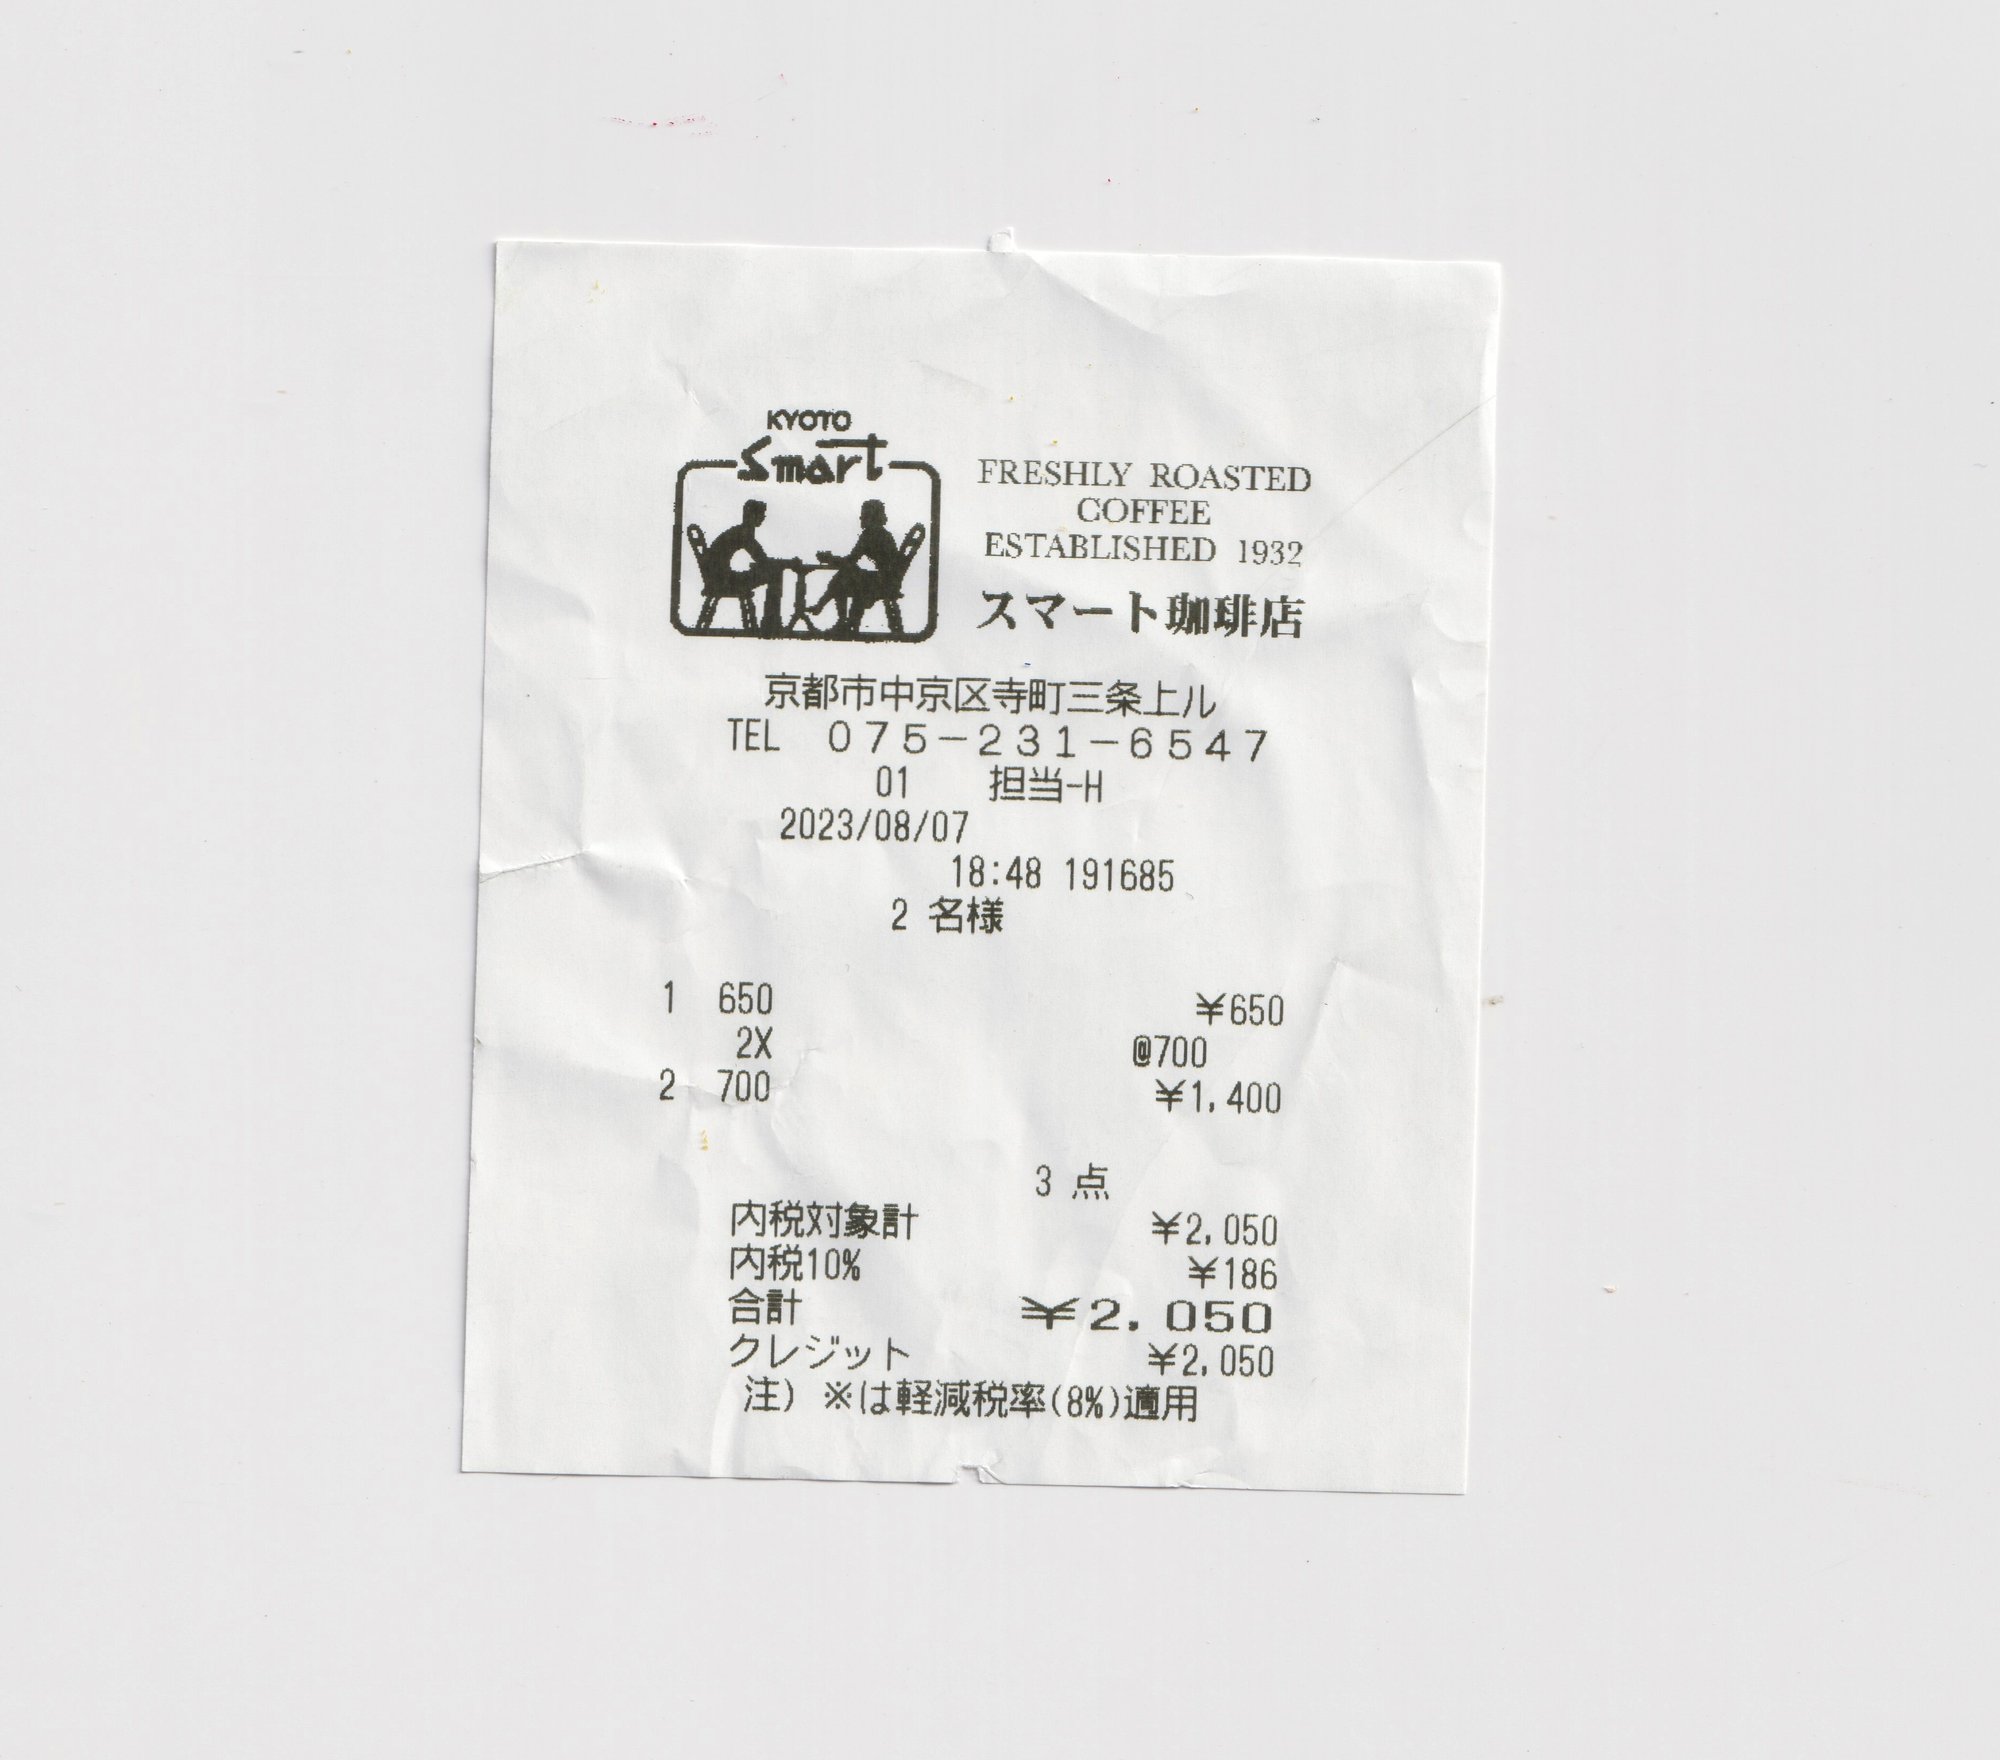 KYOTO
Smart
FRESHLY ROASTED
COFFEE
ESTABLISHED 1932
スマート珈琲店
京都市中京区寺町三条上ル
TEL ０７５−２３１−６５４７
01 担当-H
2023/08/07
18:48 191685
2 名様
1 650 ¥650
2X @700
2 700 ¥1,400
3 点
内税対象計 ¥2,050
内税10% ¥186
合計 ¥2,050
クレジット ¥2,050
注) ※は軽減税率(8%)適用